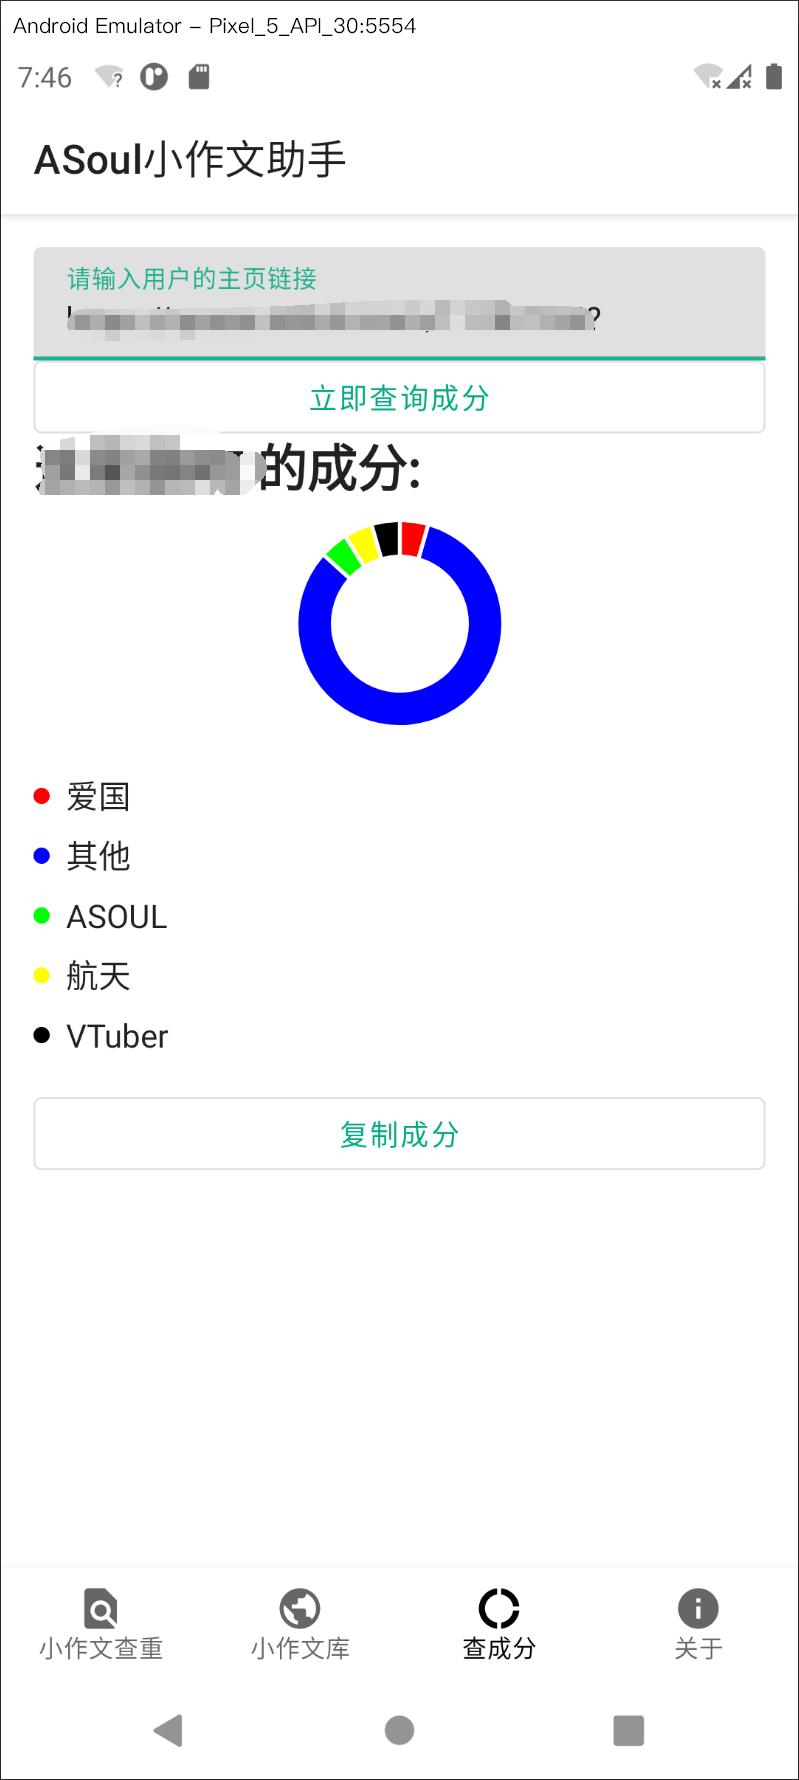 Android Emulator - Pixel_5_API_30:5554
7:46
ASoul小作文助手
请输入用户的主页链接
?
立即查询成分
的成分:
爱国
其他
ASOUL
航天
VTuber
复制成分
小作文查重 小作文库 查成分 关于